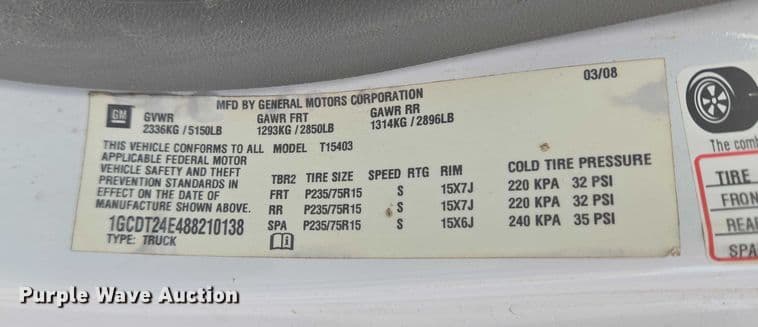 MFD BY GENERAL MOTORS CORPORATION 03/08
GM GVWR GAWR FRT GAWR RR
2336KG / 5150LB 1293KG / 2850LB 1314KG / 2896LB
THIS VEHICLE CONFORMS TO ALL MODEL T15403
APPLICABLE FEDERAL MOTOR
VEHICLE SAFETY AND THEFT
PREVENTION STANDARDS IN
EFFECT ON THE DATE OF
MANUFACTURE SHOWN ABOVE.
1GCDT24E488210138
TYPE: TRUCK
TBR2 TIRE SIZE SPEED RTG RIM COLD TIRE PRESSURE
FRT P235/75R15 S 15X7J 220 KPA 32 PSI
RR P235/75R15 S 15X7J 220 KPA 32 PSI
SPA P235/75R15 S 15X6J 240 KPA 35 PSI
The
TIRE
FRON
REA
SPA
Purple Wave Auction